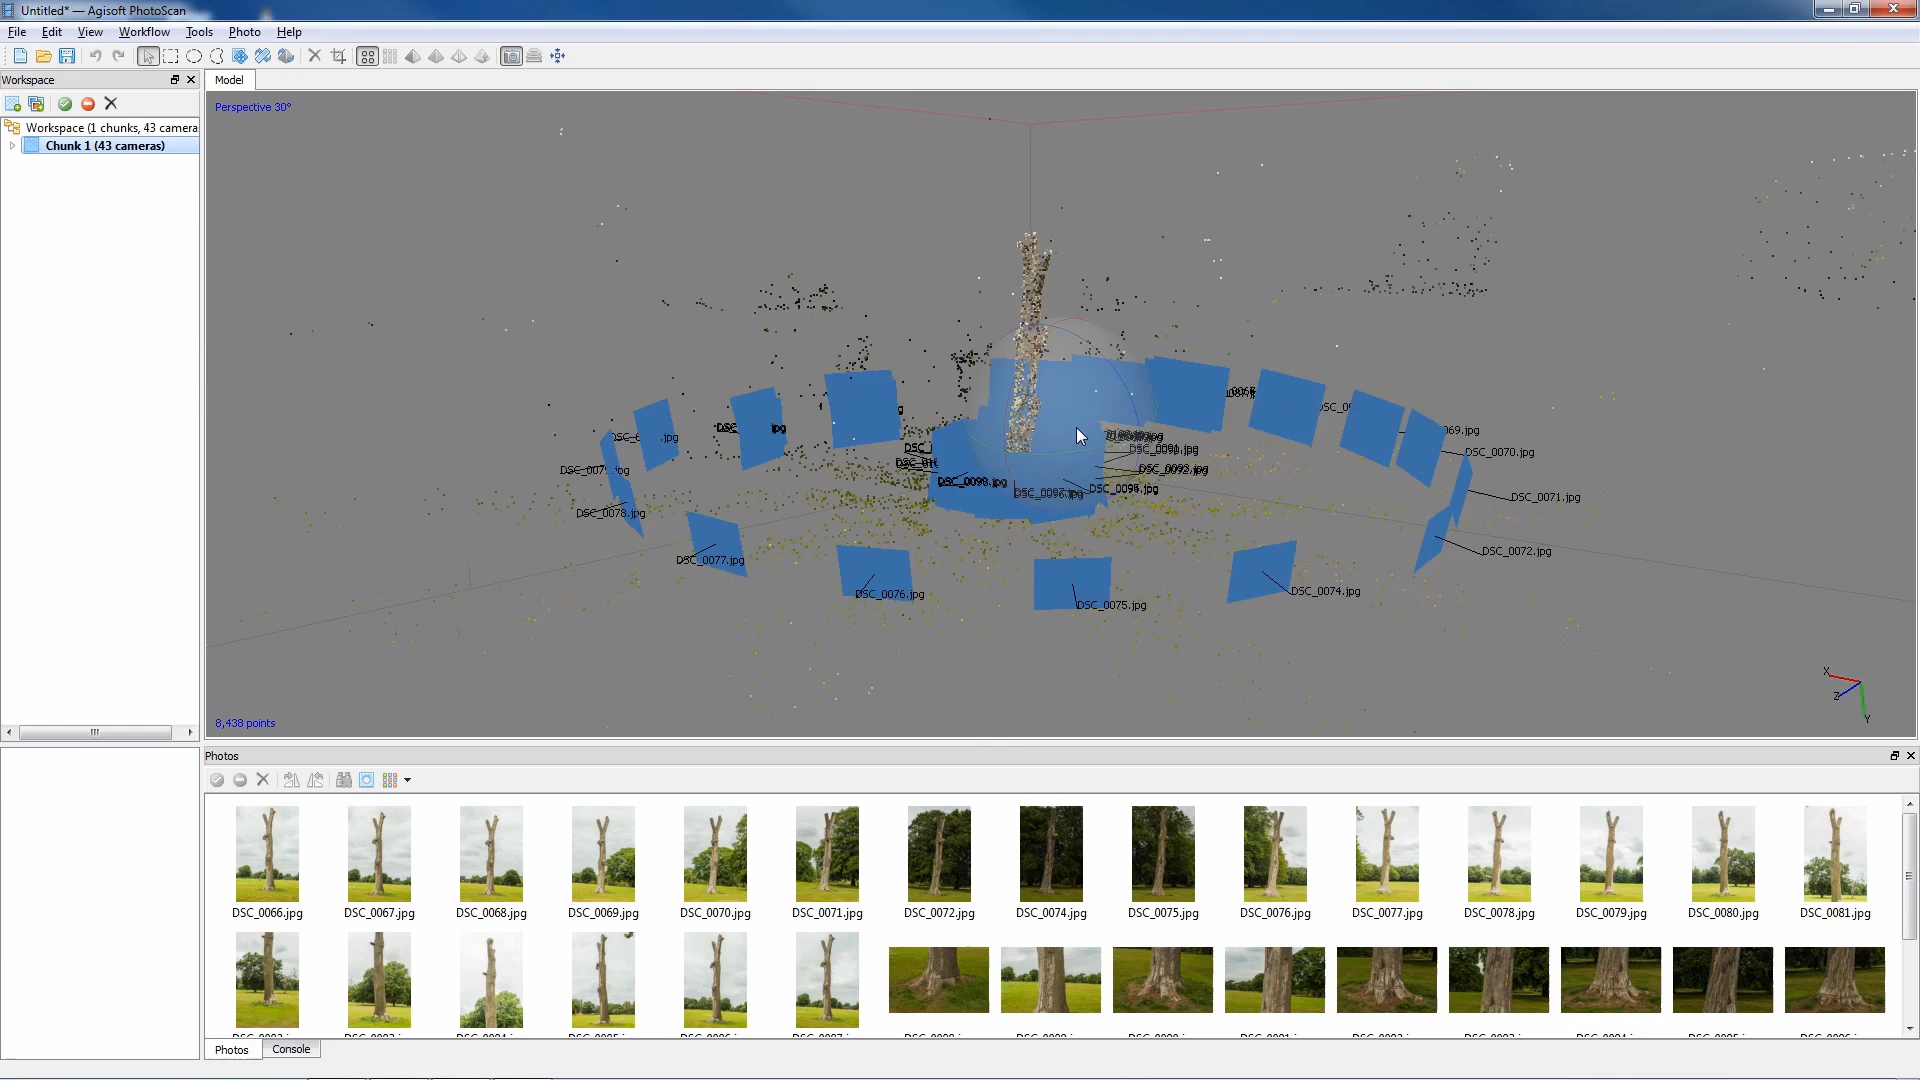 Untitled* — Agisoft PhotoScan
File Edit View Workflow Tools Photo Help
Workspace
Model
Perspective 30°
Workspace (1 chunks, 43 camera
Chunk 1 (43 cameras)
DSC_0070.jpg
DSC_0071.jpg
DSC_0078.jpg
DSC_0072.jpg
DSC_0077.jpg
DSC_0076.jpg
DSC_0075.jpg
DSC_0074.jpg
X
Z
Y
8,438 points
Photos
DSC_0066.jpg DSC_0067.jpg DSC_0068.jpg DSC_0069.jpg DSC_0070.jpg DSC_0071.jpg DSC_0072.jpg DSC_0074.jpg DSC_0075.jpg DSC_0076.jpg DSC_0077.jpg DSC_0078.jpg DSC_0079.jpg DSC_0080.jpg DSC_0081.jpg
Photos Console